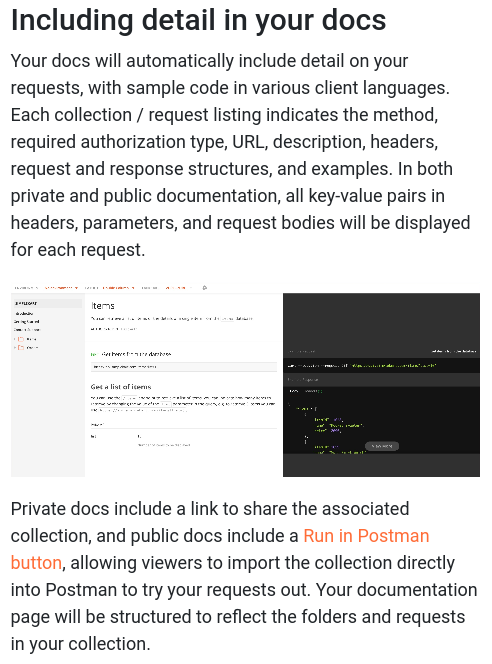 Including detail in your docs
Your docs will automatically include detail on your
requests, with sample code in various client languages.
Each collection / request listing indicates the method,
required authorization type, URL, description, headers,
request and response structures, and examples. In both
private and public documentation, all key-value pairs in
headers, parameters, and request bodies will be displayed
for each request.
Items
Get a list of items
Private docs include a link to share the associated
collection, and public docs include a Run in Postman
button, allowing viewers to import the collection directly
into Postman to try your requests out. Your documentation
page will be structured to reflect the folders and requests
in your collection.